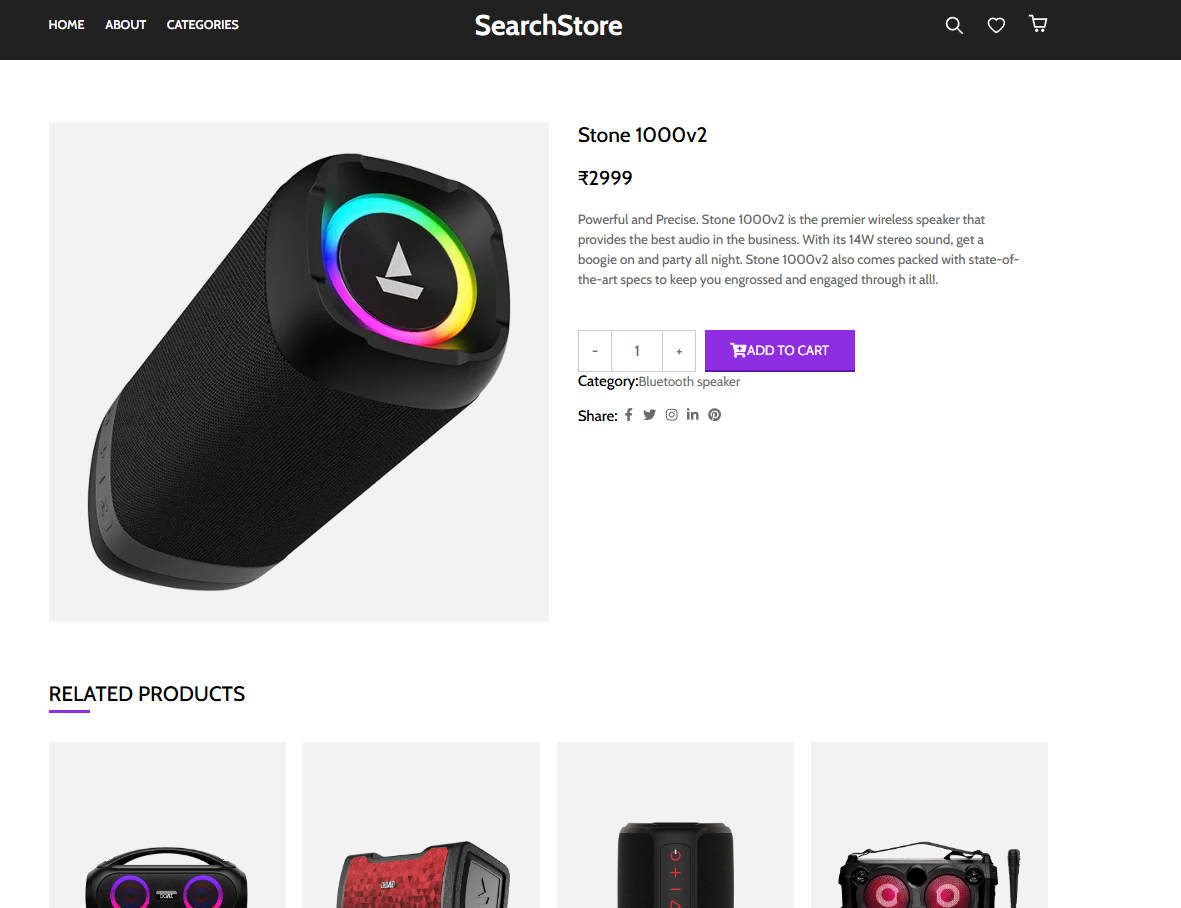 HOME ABOUT CATEGORIES SearchStore
Stone 1000v2
₹2999
Powerful and Precise. Stone 1000v2 is the premier wireless speaker that
provides the best audio in the business. With its 14W stereo sound, get a
boogie on and party all night. Stone 1000v2 also comes packed with state-of-
the-art specs to keep you engrossed and engaged through it alll.
- 1 + ADD TO CART
Category:Bluetooth speaker
Share:
RELATED PRODUCTS